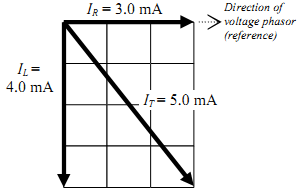 I_R = 3.0 mA
Direction of
voltage phasor
(reference)
I_L =
4.0 mA
I_T = 5.0 mA